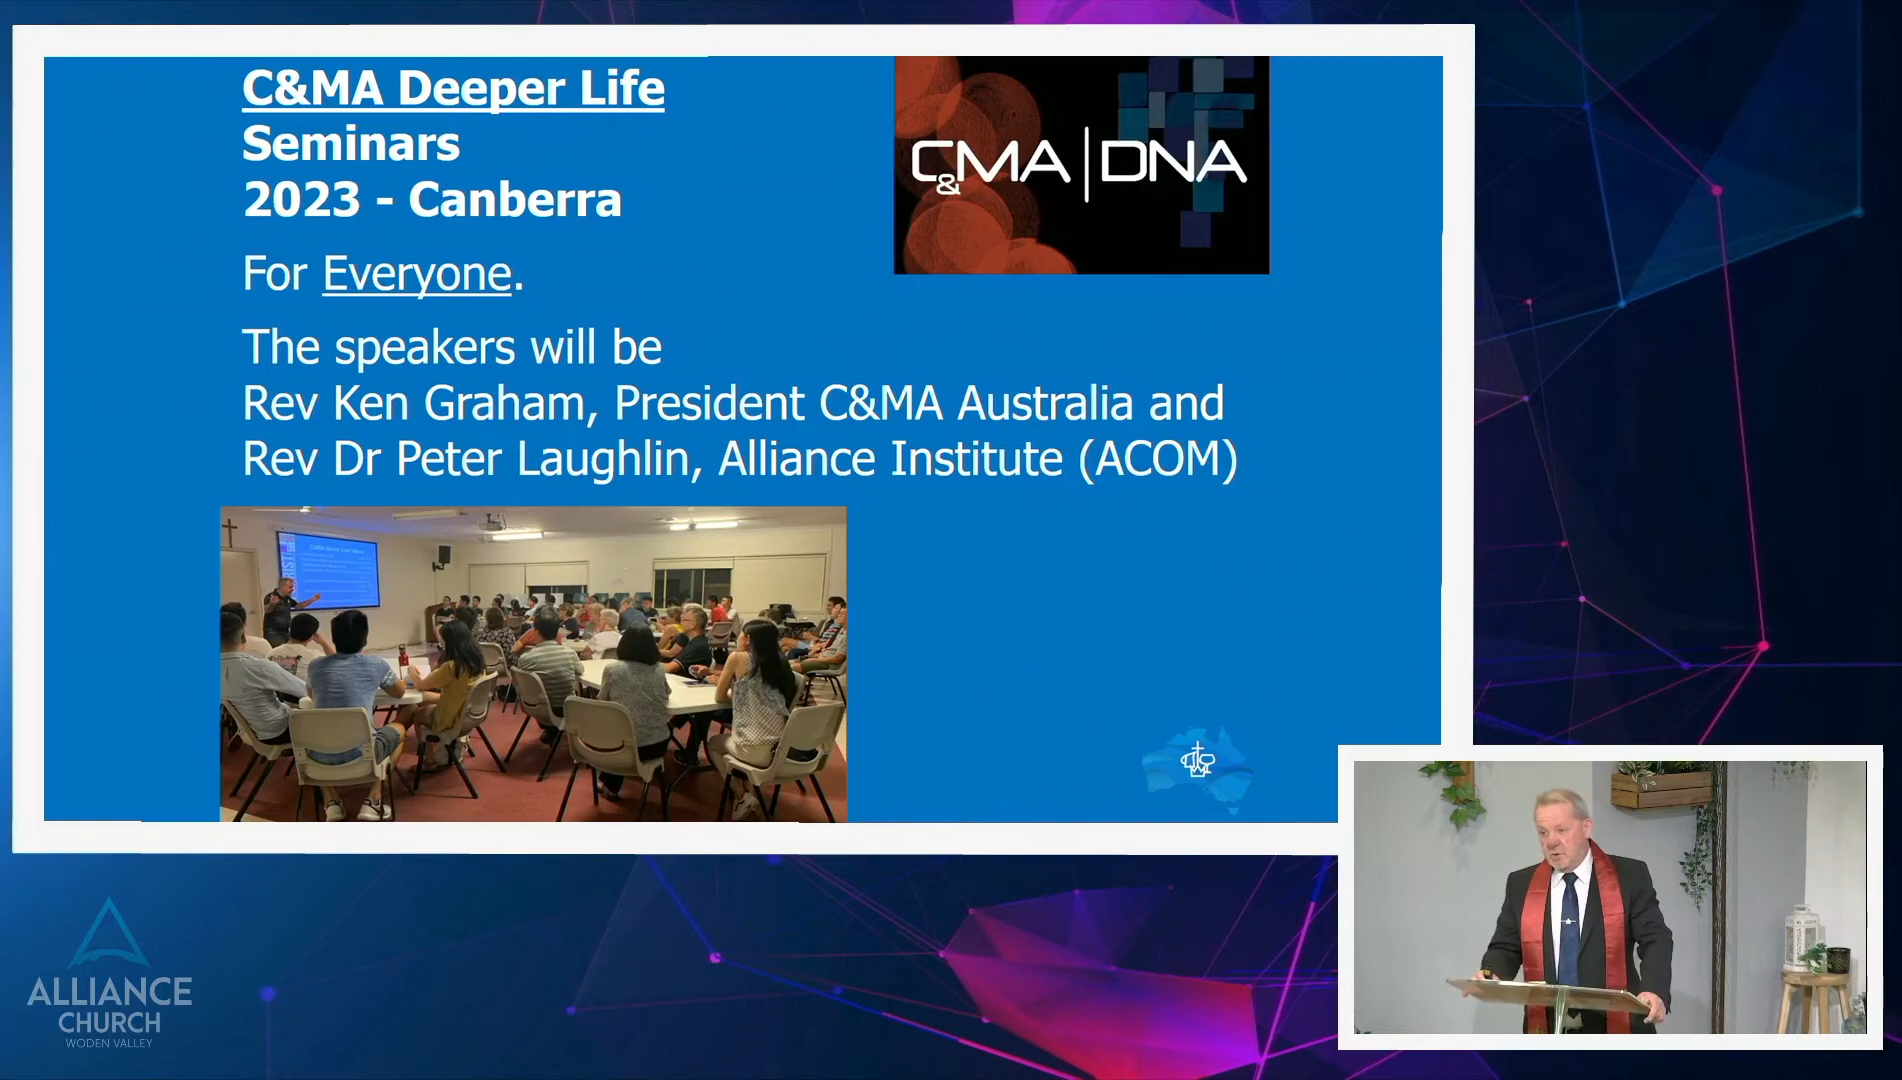 C&MA Deeper Life
Seminars
2023 - Canberra
For Everyone.
The speakers will be
Rev Ken Graham, President C&MA Australia and
Rev Dr Peter Laughlin, Alliance Institute (ACOM)
C&MA|DNA
ALLIANCE
CHURCH
WODEN VALLEY